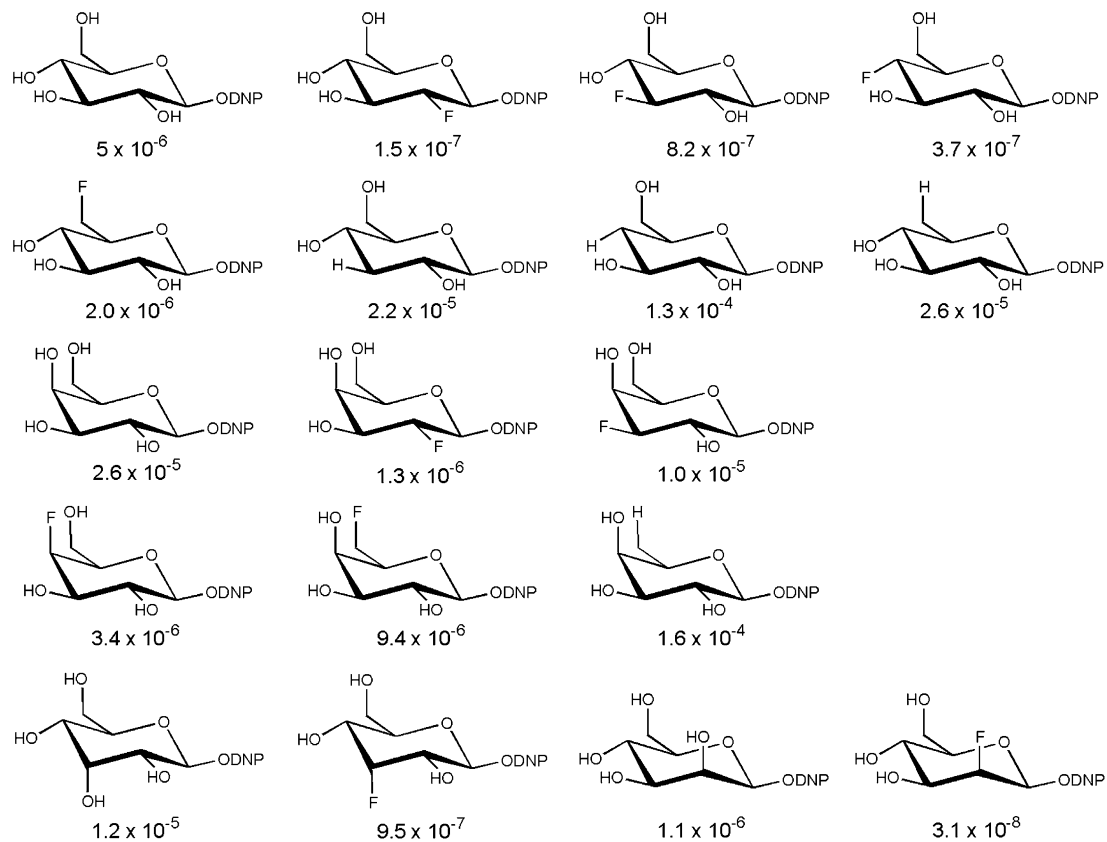 OH OH OH OH
O O O O
HO HO HO F
HO HO F HO
ODNP ODNP ODNP ODNP
OH F OH OH
5 x 10⁻⁶ 1.5 x 10⁻⁷ 8.2 x 10⁻⁷ 3.7 x 10⁻⁷
F OH OH H
O O O O
HO HO H HO
HO H HO HO
ODNP ODNP ODNP ODNP
OH OH OH OH
2.0 x 10⁻⁶ 2.2 x 10⁻⁵ 1.3 x 10⁻⁴ 2.6 x 10⁻⁵
HO OH HO OH HO OH
O O O
HO ODNP HO ODNP F ODNP
HO F HO
2.6 x 10⁻⁵ 1.3 x 10⁻⁶ 1.0 x 10⁻⁵
F OH HO F HO H
O O O
HO ODNP HO ODNP HO ODNP
HO HO HO
3.4 x 10⁻⁶ 9.4 x 10⁻⁶ 1.6 x 10⁻⁴
HO HO HO HO
O O HO O F O
HO HO HO HO
ODNP ODNP HO ODNP HO ODNP
HO HO
OH F
1.2 x 10⁻⁵ 9.5 x 10⁻⁷ 1.1 x 10⁻⁶ 3.1 x 10⁻⁸